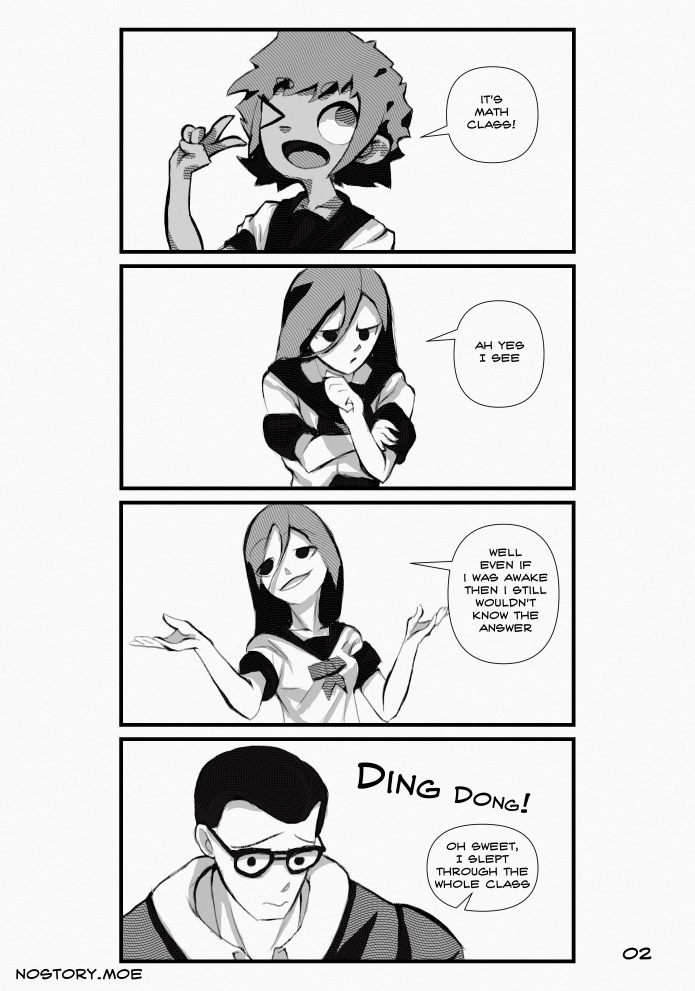 IT'S
MATH
CLASS!
AH YES
I SEE
WELL
EVEN IF
I WAS AWAKE
THEN I STILL
WOULDN'T
KNOW THE
ANSWER
DING DONG!
OH SWEET,
I SLEPT
THROUGH THE
WHOLE CLASS
02
NOSTORY.MOE